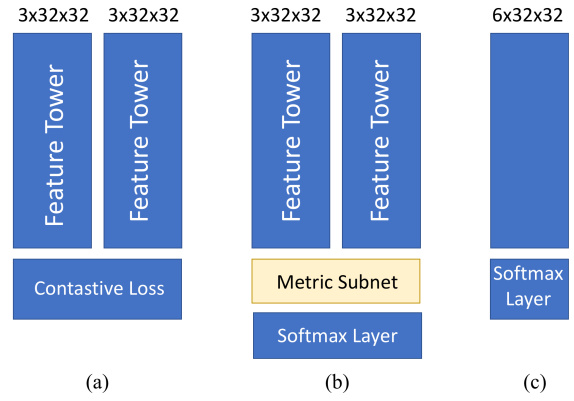 3x32x32 3x32x32 3x32x32 3x32x32 6x32x32
Feature Tower
Feature Tower
Feature Tower
Feature Tower
Contastive Loss
Metric Subnet
Softmax Layer
Softmax
Layer
(a) (b) (c)